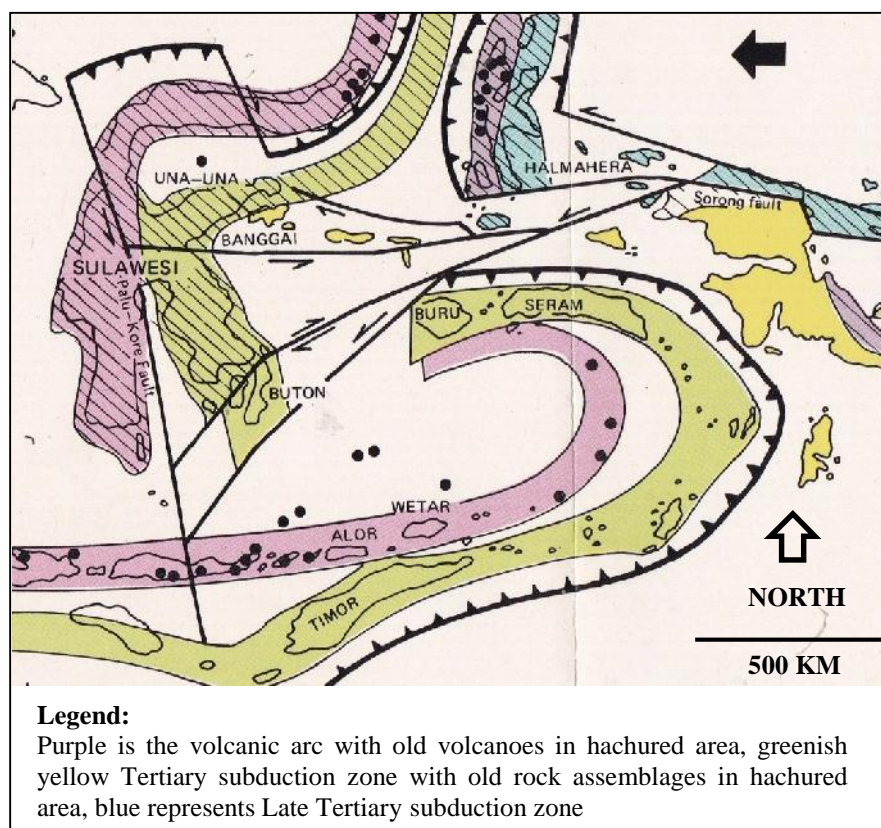 UNA-UNA
HALMAHERA
Sorong fault
BANGGAI
SULAWESI
Palu-Kore Fault
BURU
SERAM
BUTON
WETAR
ALOR
TIMOR
NORTH
500 KM
Legend:
Purple is the volcanic arc with old volcanoes in hachured area, greenish
yellow Tertiary subduction zone with old rock assemblages in hachured
area, blue represents Late Tertiary subduction zone